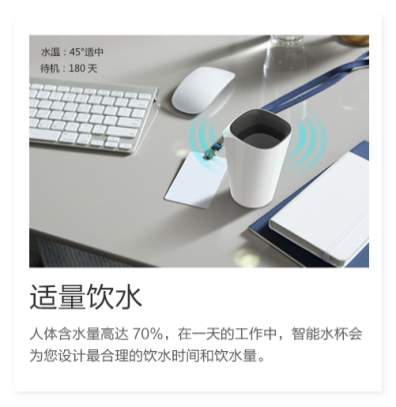 水温：45°适中
待机：180 天
适量饮水
人体含水量高达 70%，在一天的工作中，智能水杯会
为您设计最合理的饮水时间和饮水量。